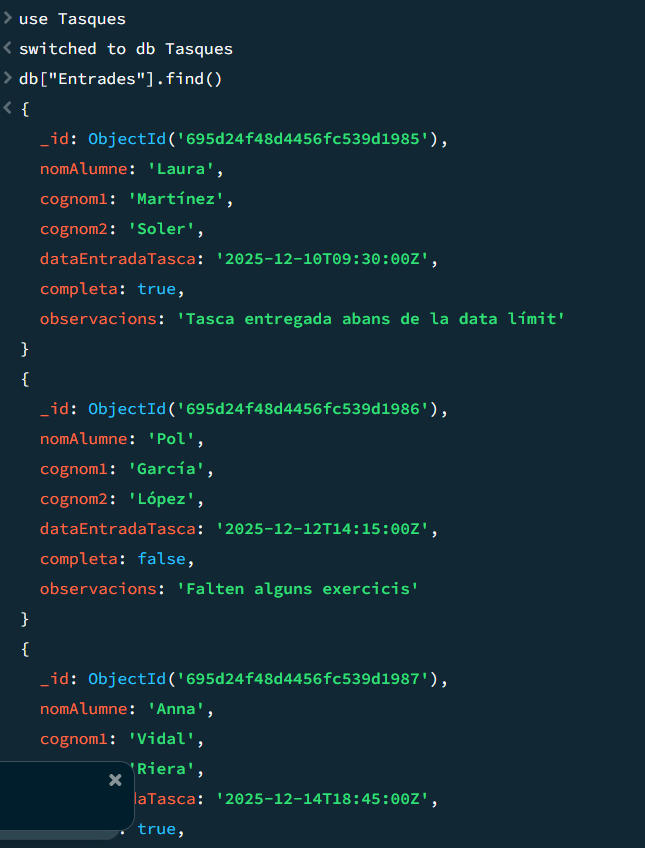 use Tasques
switched to db Tasques
db["Entrades"].find()
{
_id: ObjectId('695d24f48d4456fc539d1985'),
nomAlumne: 'Laura',
cognom1: 'Martínez',
cognom2: 'Soler',
dataEntradaTasca: '2025-12-10T09:30:00Z',
completa: true,
observacions: 'Tasca entregada abans de la data límit'
}
{
_id: ObjectId('695d24f48d4456fc539d1986'),
nomAlumne: 'Pol',
cognom1: 'García',
cognom2: 'López',
dataEntradaTasca: '2025-12-12T14:15:00Z',
completa: false,
observacions: 'Falten alguns exercicis'
}
{
_id: ObjectId('695d24f48d4456fc539d1987'),
nomAlumne: 'Anna',
cognom1: 'Vidal',
'Riera',
aTasca: '2025-12-14T18:45:00Z',
: true,